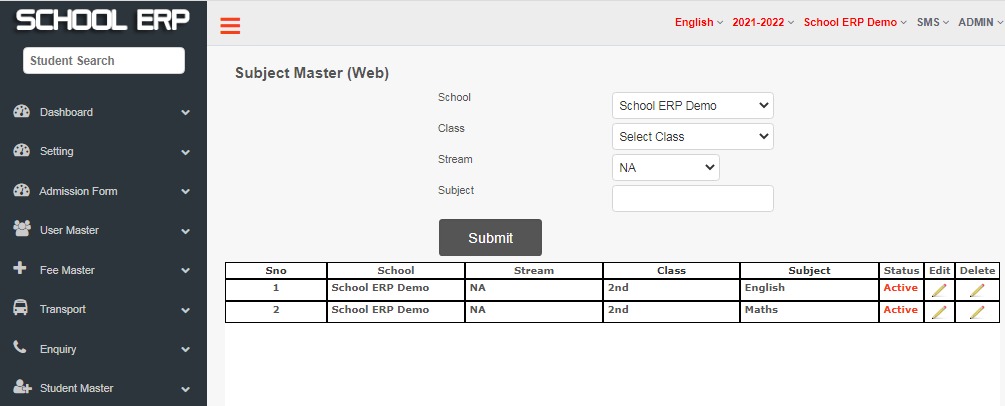 SCHOOL ERP
English 2021-2022 School ERP Demo SMS ADMIN
Student Search
Dashboard
Setting
Admission Form
User Master
Fee Master
Transport
Enquiry
Student Master
Subject Master (Web)
School School ERP Demo
Class Select Class
Stream NA
Subject
Submit
Sno School Stream Class Subject Status Edit Delete
1 School ERP Demo NA 2nd English Active
2 School ERP Demo NA 2nd Maths Active